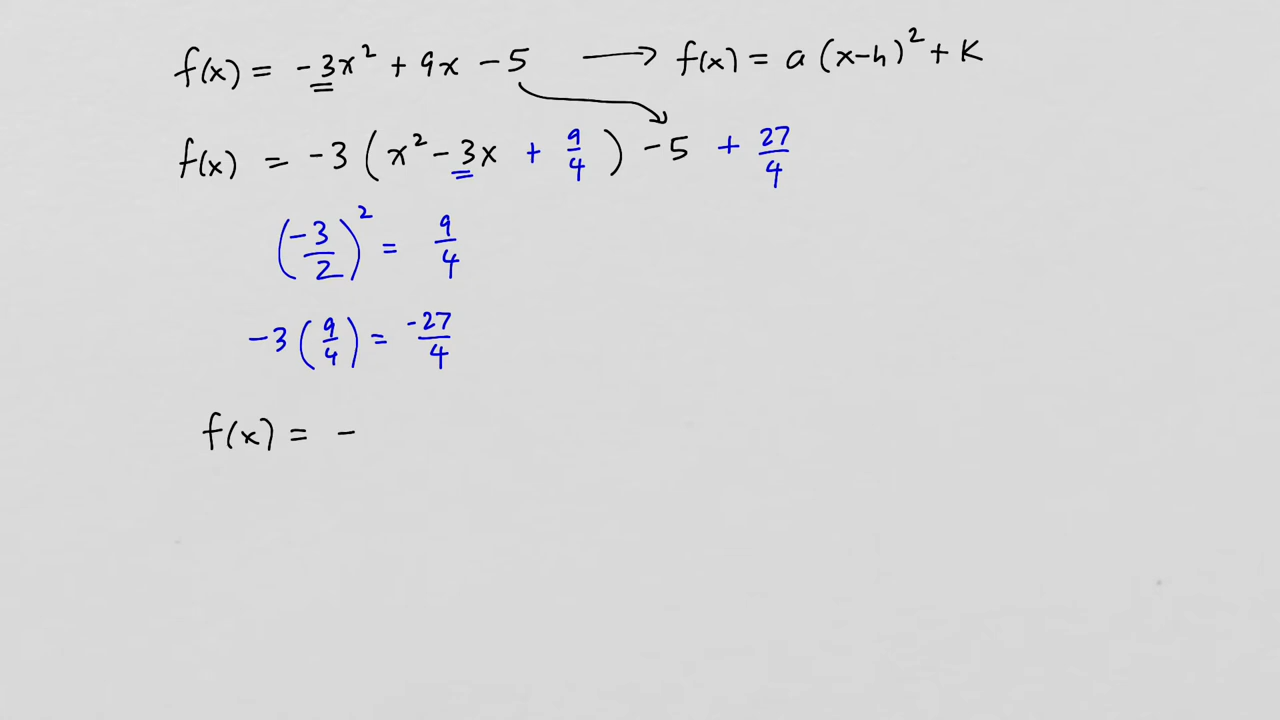 f(x) = -3x² + 9x - 5 ⟶ f(x) = a (x-h)² + K
f(x) = -3 (x² - 3x + 9/4) - 5 + 27/4
(-3/2)² = 9/4
-3 (9/4) = -27/4
f(x) = -